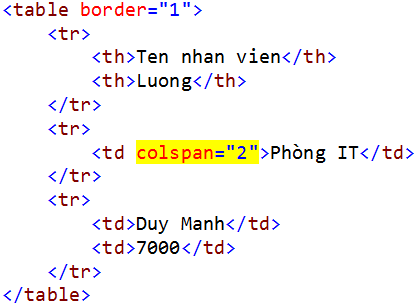 <table border="1">
    <tr>
        <th>Ten nhan vien</th>
        <th>Luong</th>
    </tr>
    <tr>
        <td colspan="2">Phòng IT</td>
    </tr>
    <tr>
        <td>Duy Manh</td>
        <td>7000</td>
    </tr>
</table>